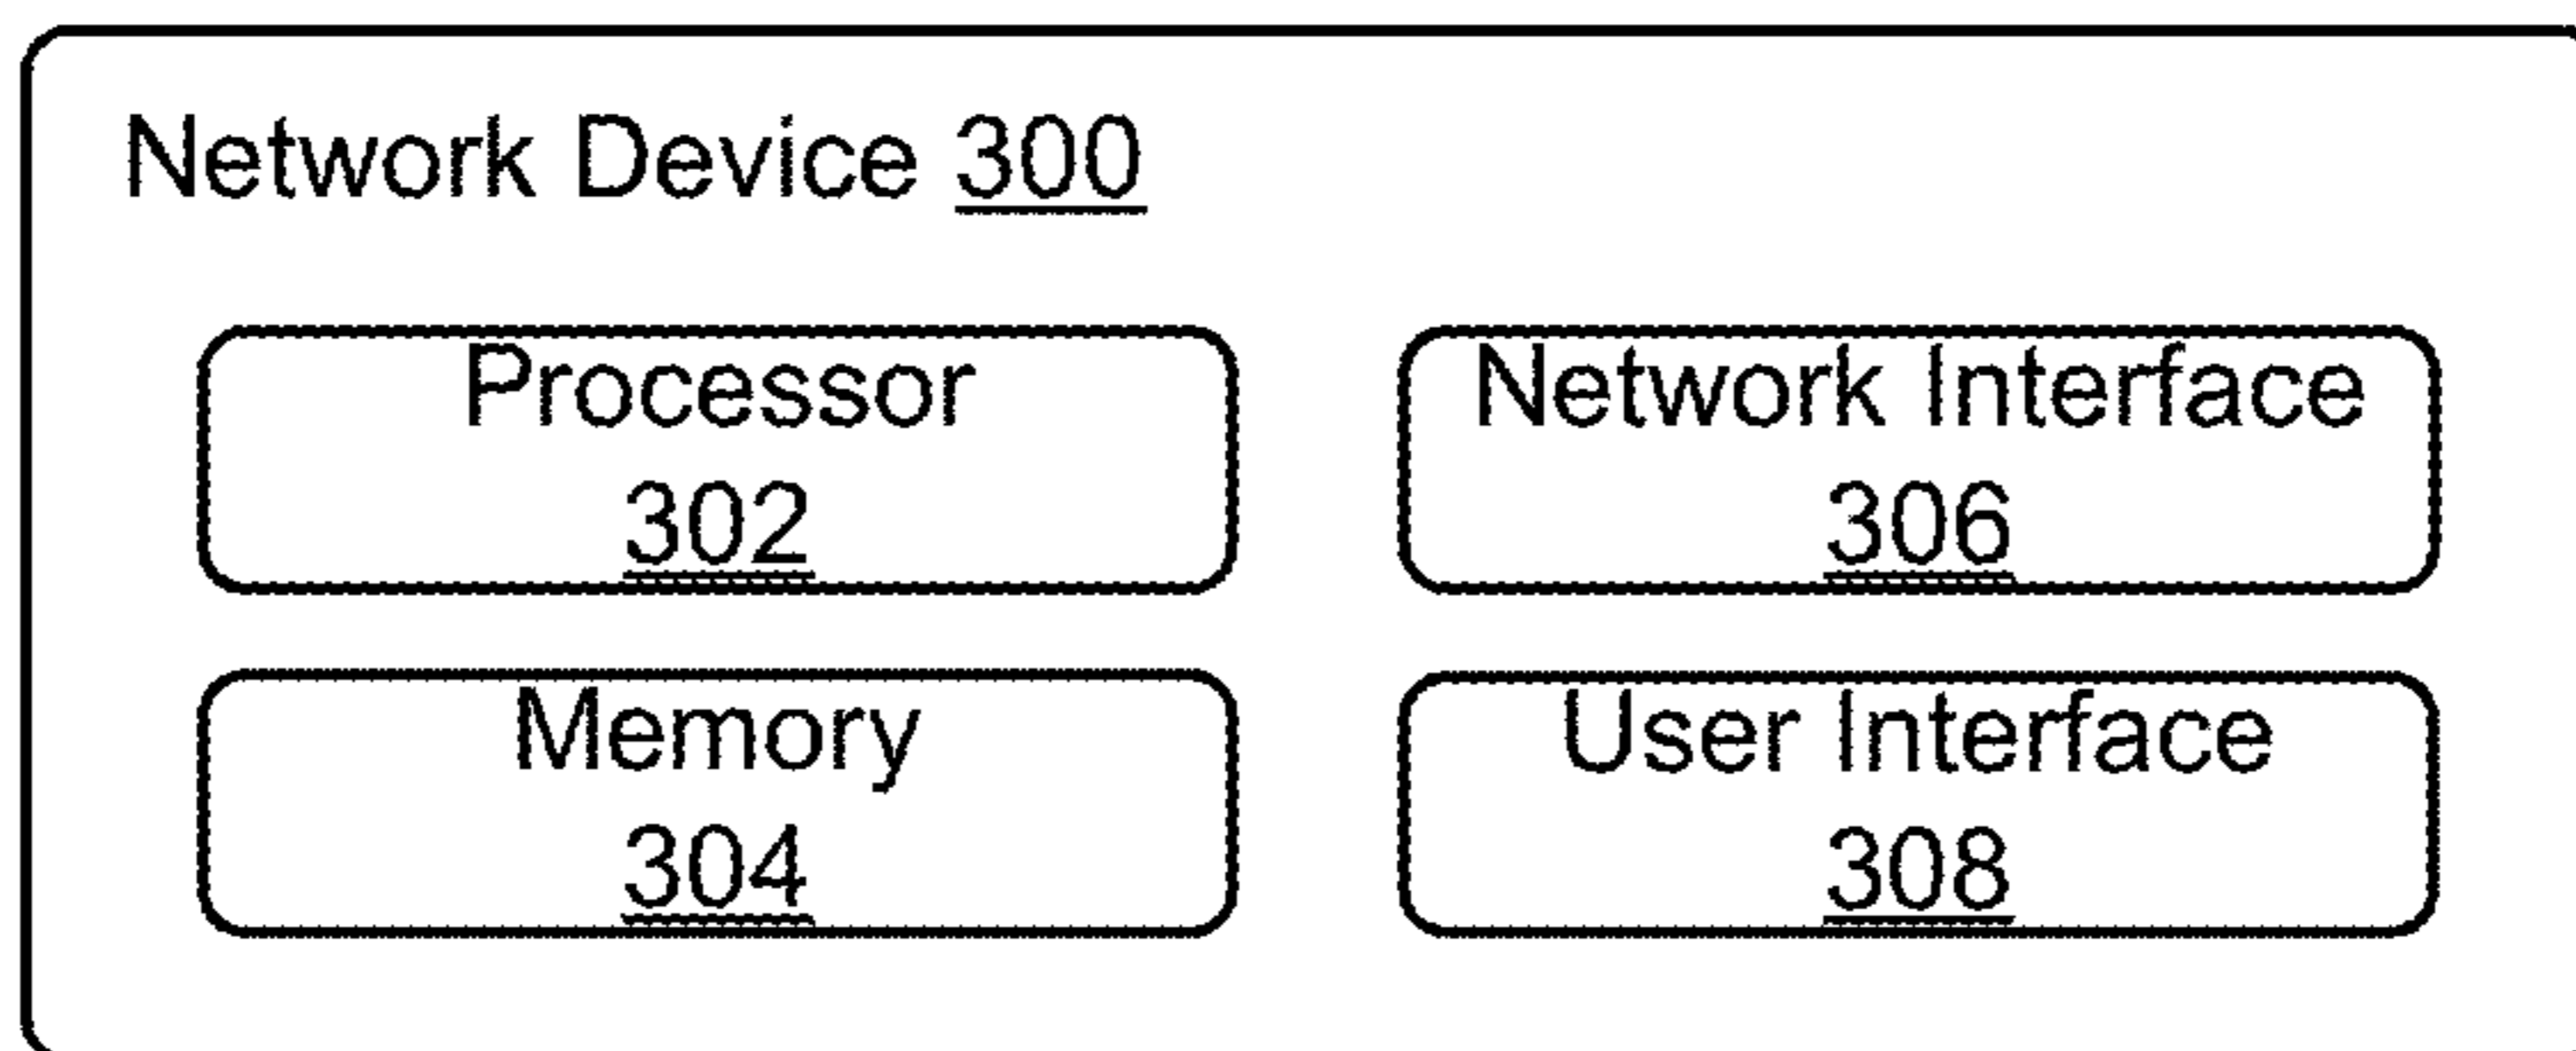 Network Device 300
Processor
302
Network Interface
306
Memory
304
User Interface
308